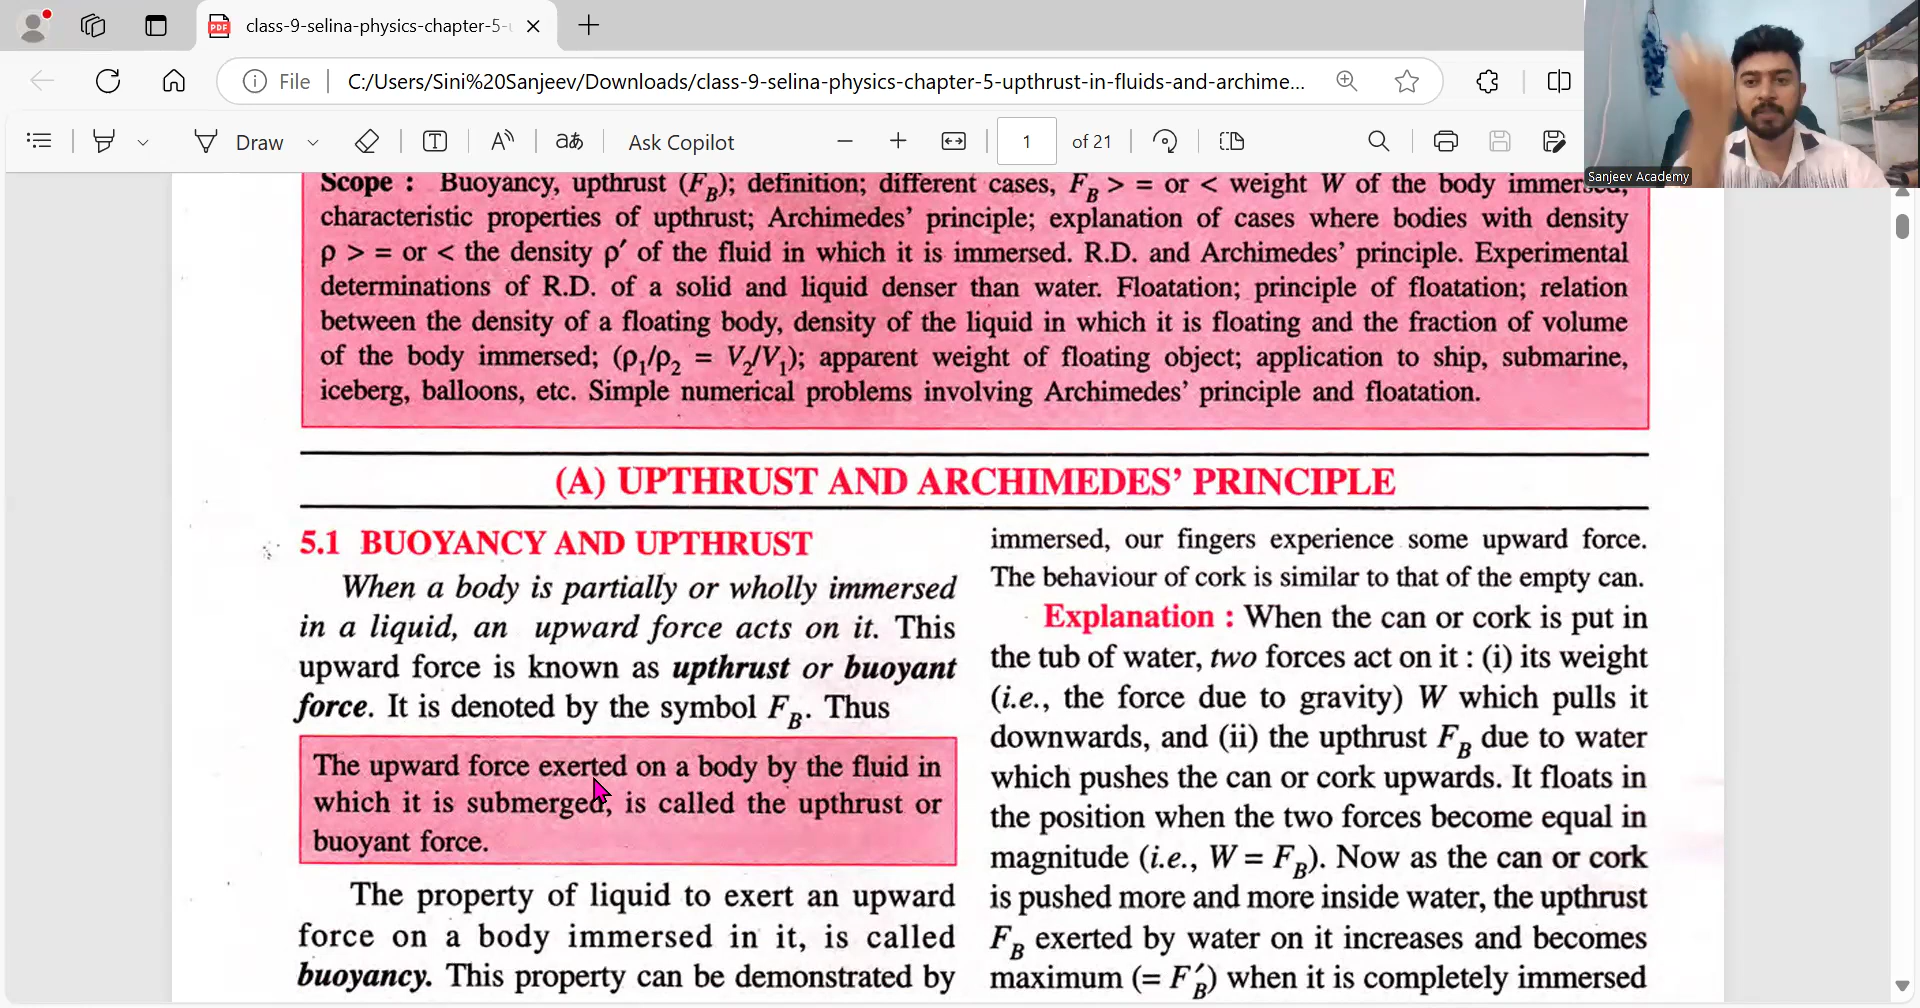 class-9-selina-physics-chapter-5-
File
C:/Users/Sini%20Sanjeev/Downloads/class-9-selina-physics-chapter-5-upthrust-in-fluids-and-archime...
Draw
Ask Copilot
1 of 21
Sanjeev Academy
Scope : Buoyancy, upthrust (F_B); definition; different cases, F_B > = or < weight W of the body immersed,
characteristic properties of upthrust; Archimedes' principle; explanation of cases where bodies with density
ρ > = or < the density ρ′ of the fluid in which it is immersed. R.D. and Archimedes' principle. Experimental
determinations of R.D. of a solid and liquid denser than water. Floatation; principle of floatation; relation
between the density of a floating body, density of the liquid in which it is floating and the fraction of volume
of the body immersed; (ρ₁/ρ₂ = V₂/V₁); apparent weight of floating object; application to ship, submarine,
iceberg, balloons, etc. Simple numerical problems involving Archimedes' principle and floatation.
(A) UPTHRUST AND ARCHIMEDES' PRINCIPLE
5.1 BUOYANCY AND UPTHRUST
When a body is partially or wholly immersed
in a liquid, an upward force acts on it. This
upward force is known as upthrust or buoyant
force. It is denoted by the symbol F_B. Thus
The upward force exerted on a body by the fluid in
which it is submerged, is called the upthrust or
buoyant force.
The property of liquid to exert an upward
force on a body immersed in it, is called
buoyancy. This property can be demonstrated by
immersed, our fingers experience some upward force.
The behaviour of cork is similar to that of the empty can.
Explanation : When the can or cork is put in
the tub of water, two forces act on it : (i) its weight
(i.e., the force due to gravity) W which pulls it
downwards, and (ii) the upthrust F_B due to water
which pushes the can or cork upwards. It floats in
the position when the two forces become equal in
magnitude (i.e., W = F_B). Now as the can or cork
is pushed more and more inside water, the upthrust
F_B exerted by water on it increases and becomes
maximum (= F′_B) when it is completely immersed